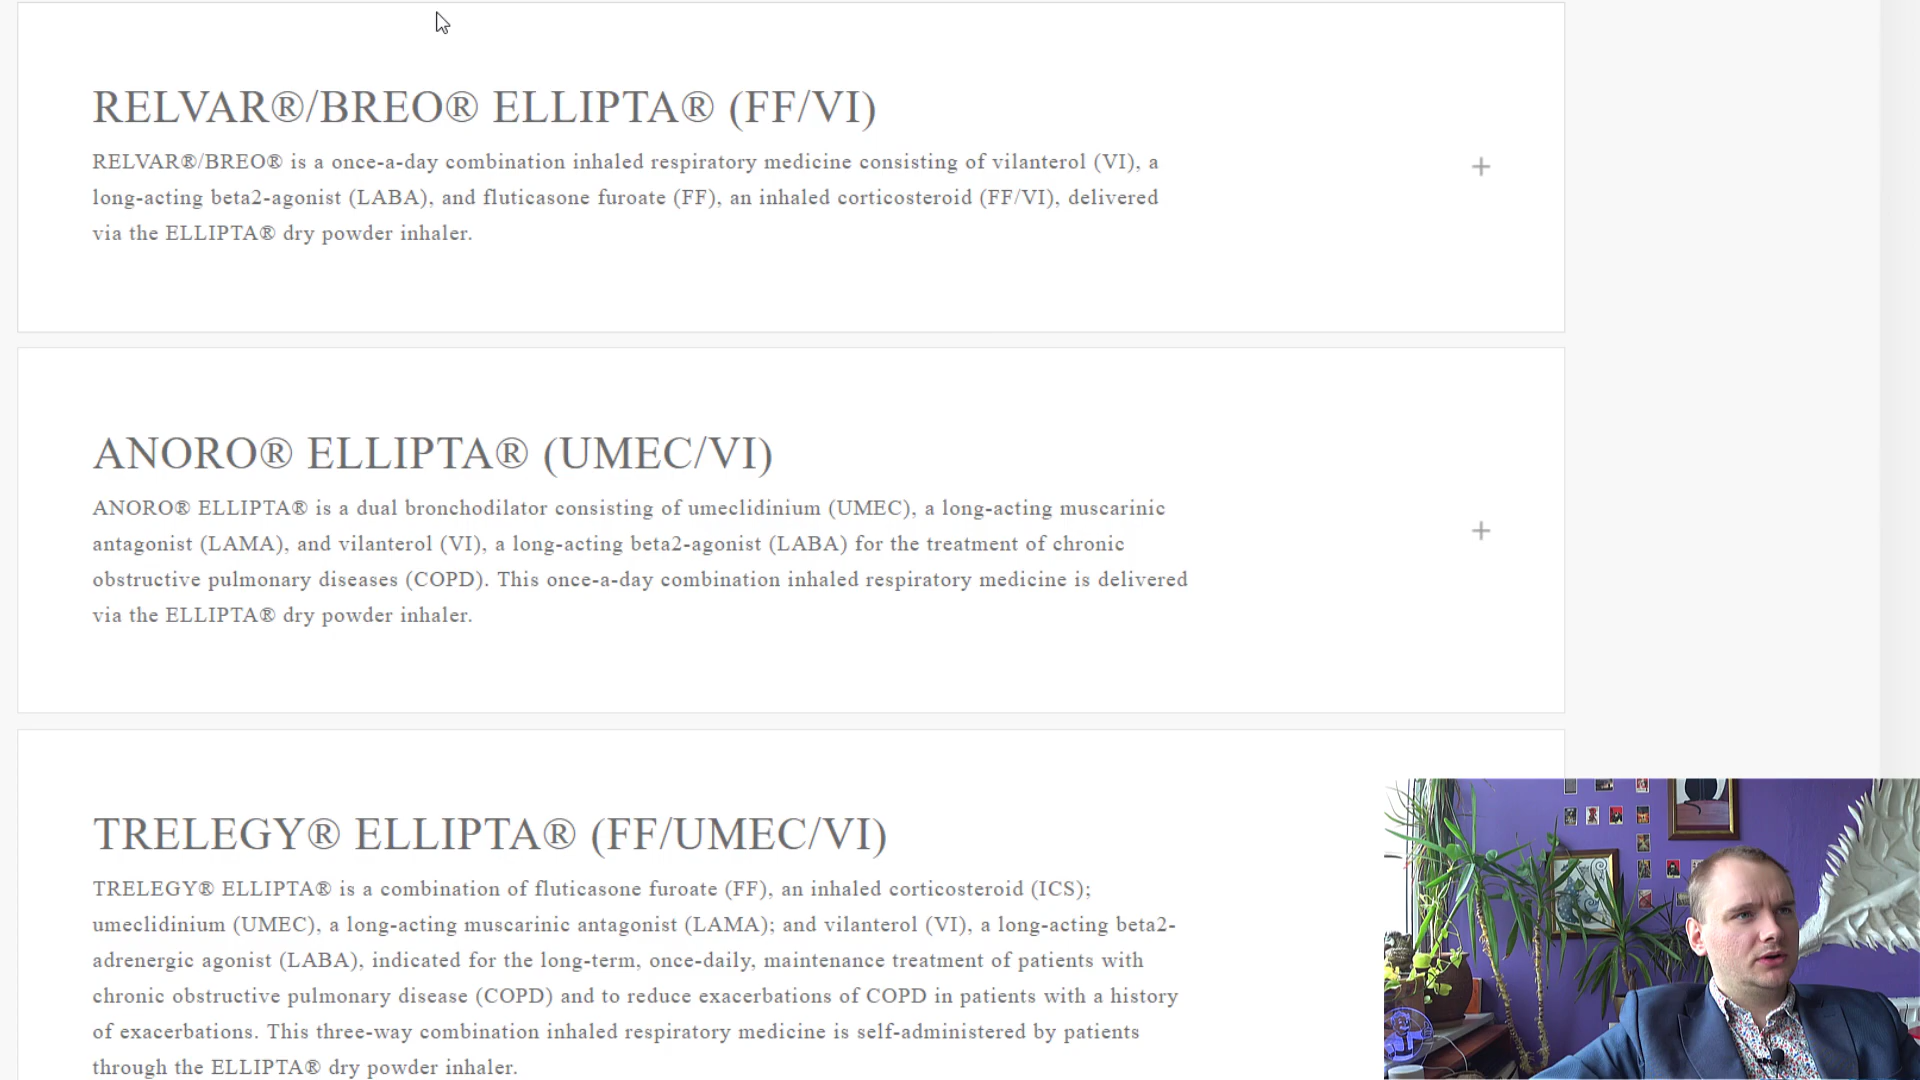 RELVAR®/BREO® ELLIPTA® (FF/VI)
RELVAR®/BREO® is a once-a-day combination inhaled respiratory medicine consisting of vilanterol (VI), a
long-acting beta2-agonist (LABA), and fluticasone furoate (FF), an inhaled corticosteroid (FF/VI), delivered
via the ELLIPTA® dry powder inhaler.
+
ANORO® ELLIPTA® (UMEC/VI)
ANORO® ELLIPTA® is a dual bronchodilator consisting of umeclidinium (UMEC), a long-acting muscarinic
antagonist (LAMA), and vilanterol (VI), a long-acting beta2-agonist (LABA) for the treatment of chronic
obstructive pulmonary diseases (COPD). This once-a-day combination inhaled respiratory medicine is delivered
via the ELLIPTA® dry powder inhaler.
+
TRELEGY® ELLIPTA® (FF/UMEC/VI)
TRELEGY® ELLIPTA® is a combination of fluticasone furoate (FF), an inhaled corticosteroid (ICS);
umeclidinium (UMEC), a long-acting muscarinic antagonist (LAMA); and vilanterol (VI), a long-acting beta2-
adrenergic agonist (LABA), indicated for the long-term, once-daily, maintenance treatment of patients with
chronic obstructive pulmonary disease (COPD) and to reduce exacerbations of COPD in patients with a history
of exacerbations. This three-way combination inhaled respiratory medicine is self-administered by patients
through the ELLIPTA® dry powder inhaler.